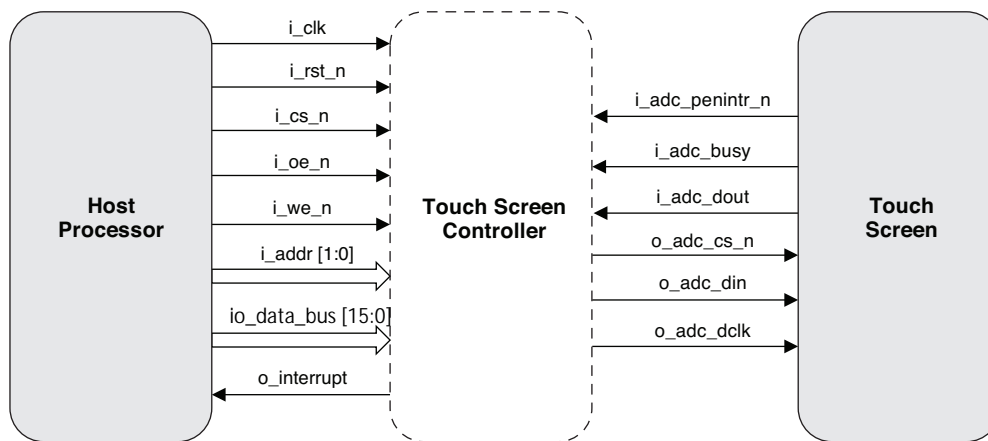 i_clk
i_rst_n
i_cs_n
i_oe_n
i_we_n
i_addr [1:0]
io_data_bus [15:0]
o_interrupt
Host
Processor
Touch Screen
Controller
i_adc_penintr_n
i_adc_busy
i_adc_dout
o_adc_cs_n
o_adc_din
o_adc_dclk
Touch
Screen